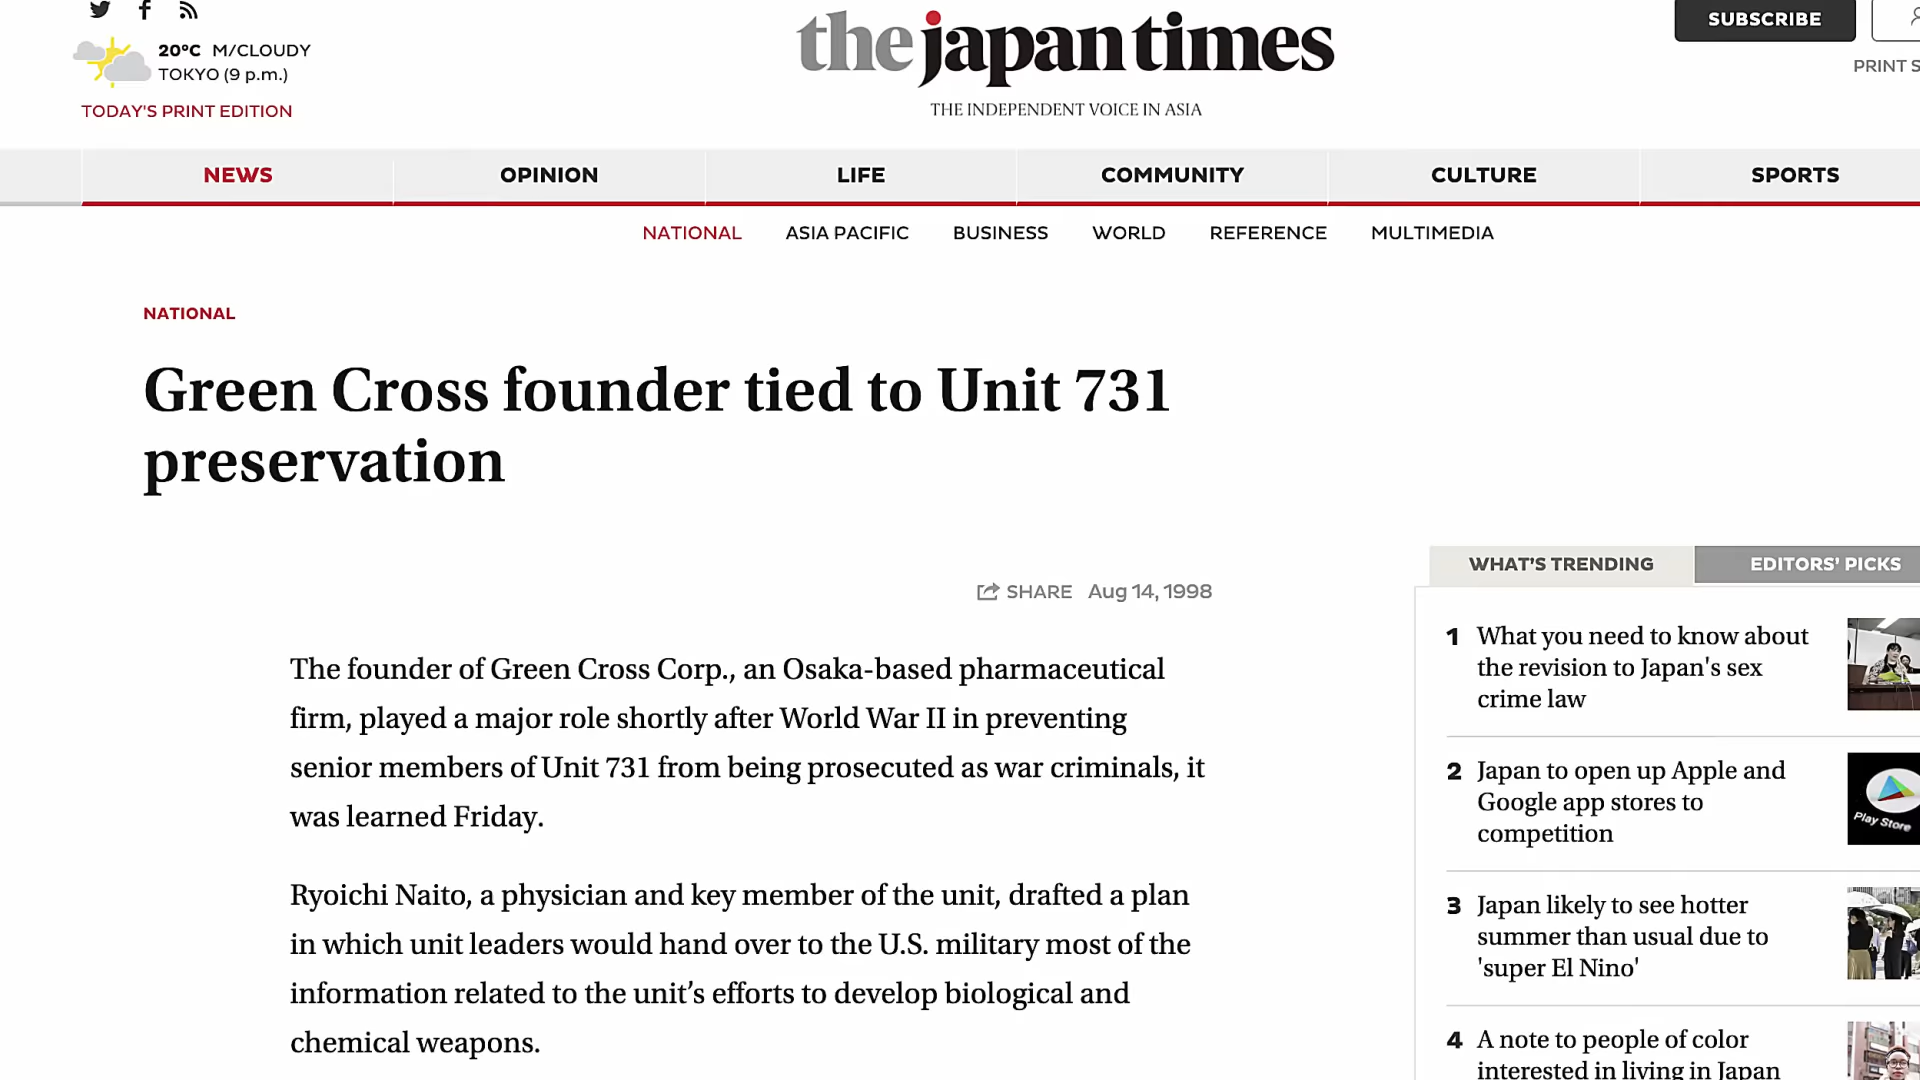 20°C M/CLOUDY
TOKYO (9 p.m.)
TODAY'S PRINT EDITION
the japan times
THE INDEPENDENT VOICE IN ASIA
SUBSCRIBE
PRINT S
NEWS
OPINION
LIFE
COMMUNITY
CULTURE
SPORTS
NATIONAL
ASIA PACIFIC
BUSINESS
WORLD
REFERENCE
MULTIMEDIA
NATIONAL
Green Cross founder tied to Unit 731
preservation
SHARE Aug 14, 1998
The founder of Green Cross Corp., an Osaka-based pharmaceutical
firm, played a major role shortly after World War II in preventing
senior members of Unit 731 from being prosecuted as war criminals, it
was learned Friday.
Ryoichi Naito, a physician and key member of the unit, drafted a plan
in which unit leaders would hand over to the U.S. military most of the
information related to the unit’s efforts to develop biological and
chemical weapons.
WHAT'S TRENDING
EDITORS' PICKS
1 What you need to know about
the revision to Japan's sex
crime law
2 Japan to open up Apple and
Google app stores to
competition
Play Store
3 Japan likely to see hotter
summer than usual due to
'super El Nino'
4 A note to people of color
interested in living in Japan